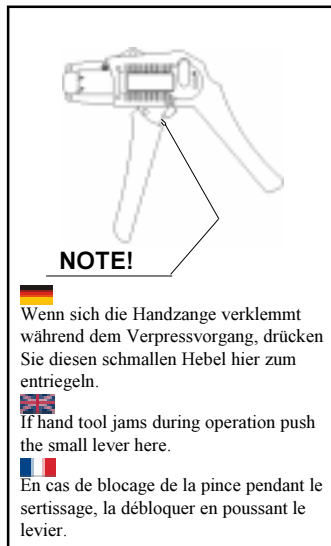 NOTE!
Wenn sich die Handzange verklemmt
während dem Verpressvorgang, drücken
Sie diesen schmallen Hebel hier zum
entriegeln.
If hand tool jams during operation push
the small lever here.
En cas de blocage de la pince pendant le
sertissage, la débloquer en poussant le
levier.